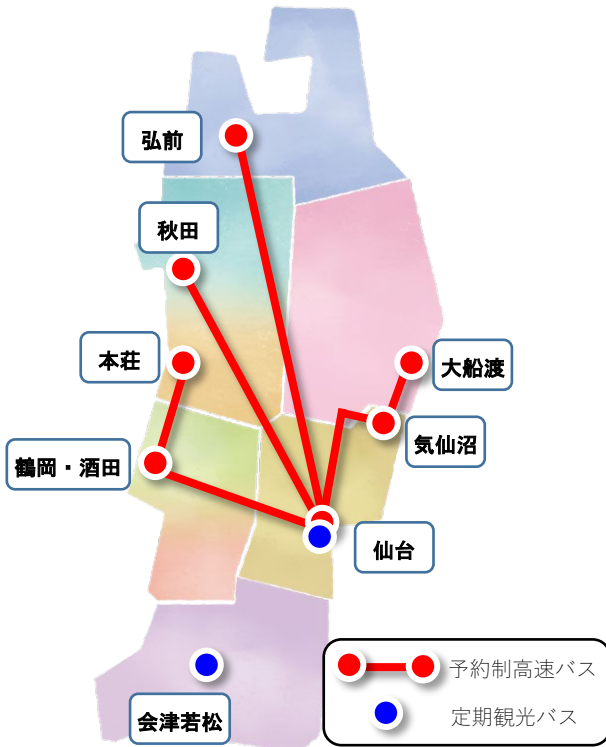 弘前
秋田
本荘
大船渡
気仙沼
鶴岡・酒田
仙台
会津若松
予約制高速バス
定期観光バス